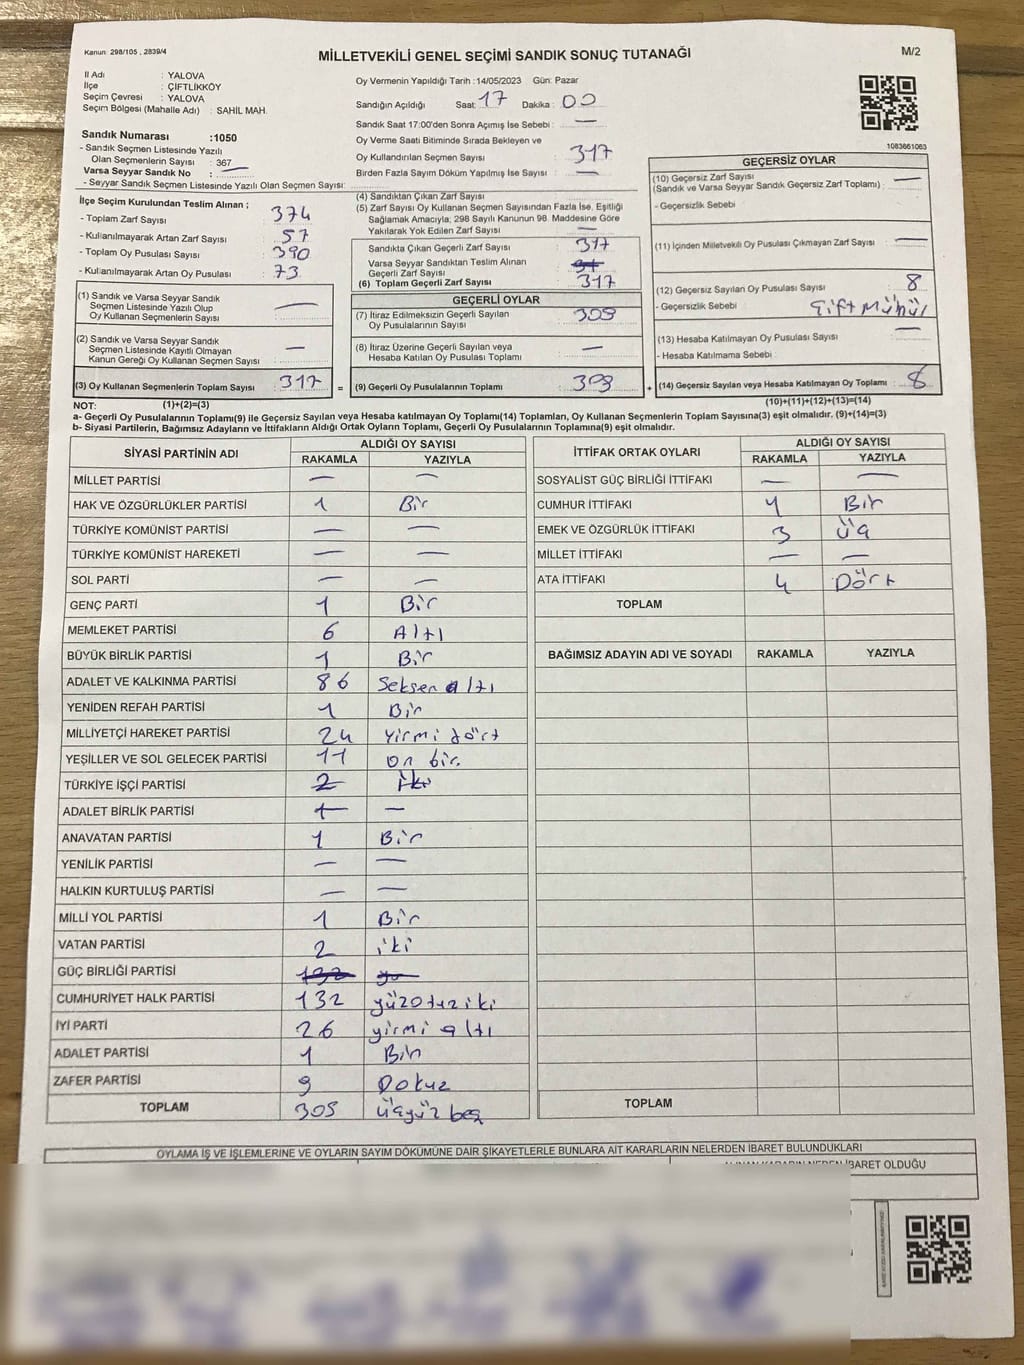 Kanun: 298/105 , 2839/4
MİLLETVEKİLİ GENEL SEÇİMİ SANDIK SONUÇ TUTANAĞI
M/2
İl Adı : YALOVA
İlçe : ÇİFTLİKKÖY
Seçim Çevresi : YALOVA
Seçim Bölgesi (Mahalle Adı) : SAHİL MAH.
Oy Vermenin Yapıldığı Tarih : 14/05/2023 Gün: Pazar
Sandığın Açıldığı Saat: 17 Dakika : 00
Sandık Saat 17:00'den Sonra Açımış İse Sebebi : —
Oy Verme Saati Bitiminde Sırada Bekleyen ve
Oy Kullandırılan Seçmen Sayısı : 317
Birden Fazla Sayım Döküm Yapılmış İse Sayısı : —
1083661063
Sandık Numarası :1050
- Sandık Seçmen Listesinde Yazılı
Olan Seçmenlerin Sayısı : 367
Varsa Seyyar Sandık No : —
- Seyyar Sandık Seçmen Listesinde Yazılı Olan Seçmen Sayısı:
İlçe Seçim Kurulundan Teslim Alınan ;
- Toplam Zarf Sayısı : 374
- Kullanılmayarak Artan Zarf Sayısı : 57
- Toplam Oy Pusulası Sayısı : 390
- Kullanılmayarak Artan Oy Pusulası : 73
(1) Sandık ve Varsa Seyyar Sandık
Seçmen Listesinde Yazılı Olup
Oy Kullanan Seçmenlerin Sayısı : —
(2) Sandık ve Varsa Seyyar Sandık
Seçmen Listesinde Kayıtlı Olmayan
Kanun Gereği Oy Kullanan Seçmen Sayısı : —
(3) Oy Kullanan Seçmenlerin Toplam Sayısı : 317
(1)+(2)=(3)
(4) Sandıktan Çıkan Zarf Sayısı :
(5) Zarf Sayısı Oy Kullanan Seçmen Sayısından Fazla İse, Eşitliği
Sağlamak Amacıyla; 298 Sayılı Kanunun 98. Maddesine Göre
Yakılarak Yok Edilen Zarf Sayısı : —
Sandıkta Çıkan Geçerli Zarf Sayısı : 317
Varsa Seyyar Sandıktan Teslim Alınan
Geçerli Zarf Sayısı :
(6) Toplam Geçerli Zarf Sayısı : 317
GEÇERLİ OYLAR
(7) İtiraz Edilmeksizin Geçerli Sayılan
Oy Pusulalarının Sayısı : 309
(8) İtiraz Üzerine Geçerli Sayılan veya
Hesaba Katılan Oy Pusulası Toplamı : —
= (9) Geçerli Oy Pusulalarının Toplamı : 309
GEÇERSİZ OYLAR
(10) Geçersiz Zarf Sayısı
(Sandık ve Varsa Seyyar Sandık Geçersiz Zarf Toplamı) : —
- Geçersizlik Sebebi :
(11) İçinden Milletvekili Oy Pusulası Çıkmayan Zarf Sayısı : —
(12) Geçersiz Sayılan Oy Pusulası Sayısı : 8
- Geçersizlik Sebebi : Çift Mühür
(13) Hesaba Katılmayan Oy Pusulası Sayısı : —
- Hesaba Katılmama Sebebi :
+ (14) Geçersiz Sayılan veya Hesaba Katılmayan Oy Toplamı : 8
(10)+(11)+(12)+(13)=(14)
NOT:
a- Geçerli Oy Pusulalarının Toplamı(9) ile Geçersiz Sayılan veya Hesaba katılmayan Oy Toplamı(14) Toplamları, Oy Kullanan Seçmenlerin Toplam Sayısına(3) eşit olmalıdır. (9)+(14)=(3)
b- Siyasi Partilerin, Bağımsız Adayların ve İttifakların Aldığı Ortak Oyların Toplamı, Geçerli Oy Pusulalarının Toplamına(9) eşit olmalıdır.
SİYASİ PARTİNİN ADI ALDIĞI OY SAYISI
RAKAMLA YAZIYLA
MİLLET PARTİSİ — —
HAK VE ÖZGÜRLÜKLER PARTİSİ 1 Bir
TÜRKİYE KOMÜNİST PARTİSİ — —
TÜRKİYE KOMÜNİST HAREKETİ — —
SOL PARTİ — —
GENÇ PARTİ 1 Bir
MEMLEKET PARTİSİ 6 Altı
BÜYÜK BİRLİK PARTİSİ 1 Bir
ADALET VE KALKINMA PARTİSİ 86 Seksen altı
YENİDEN REFAH PARTİSİ 1 Bir
MİLLİYETÇİ HAREKET PARTİSİ 24 Yirmi dört
YEŞİLLER VE SOL GELECEK PARTİSİ 11 On bir
TÜRKİYE İŞÇİ PARTİSİ 2 iki
ADALET BİRLİK PARTİSİ 1 —
ANAVATAN PARTİSİ 1 Bir
YENİLİK PARTİSİ — —
HALKIN KURTULUŞ PARTİSİ — —
MİLLİ YOL PARTİSİ 1 Bir
VATAN PARTİSİ 2 iki
GÜÇ BİRLİĞİ PARTİSİ 132 yü
CUMHURİYET HALK PARTİSİ 132 yüzotuziki
İYİ PARTİ 26 yirmi altı
ADALET PARTİSİ 1 Bir
ZAFER PARTİSİ 9 Dokuz
TOPLAM 305 Üçyüz beş
İTTİFAK ORTAK OYLARI ALDIĞI OY SAYISI
RAKAMLA YAZIYLA
SOSYALİST GÜÇ BİRLİĞİ İTTİFAKI — —
CUMHUR İTTİFAKI 1 Bir
EMEK VE ÖZGÜRLÜK İTTİFAKI 3 Üç
MİLLET İTTİFAKI — —
ATA İTTİFAKI 4 Dört
TOPLAM
BAĞIMSIZ ADAYIN ADI VE SOYADI RAKAMLA YAZIYLA
TOPLAM
OYLAMA İŞ VE İŞLEMLERİNE VE OYLARIN SAYIM DÖKÜMÜNE DAİR ŞİKAYETLERLE BUNLARA AİT KARARLARIN NELERDEN İBARET BULUNDUKLARI
İBARET OLDUĞU